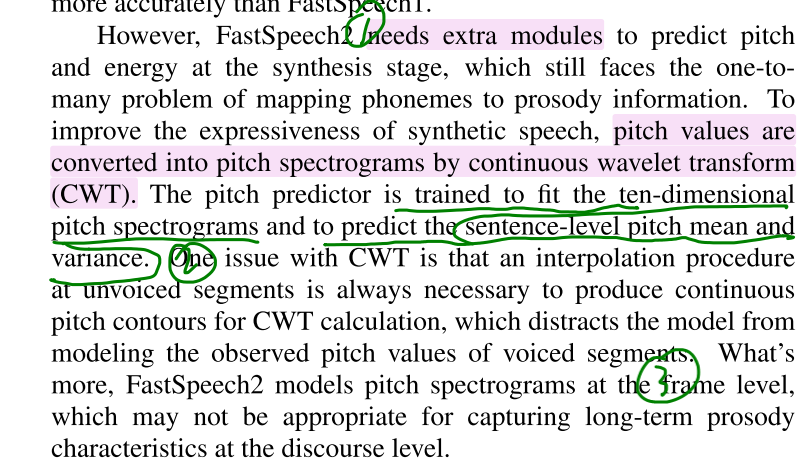 more accurately than FastSpeech1.
However, FastSpeech2 needs extra modules to predict pitch
and energy at the synthesis stage, which still faces the one-to-
many problem of mapping phonemes to prosody information. To
improve the expressiveness of synthetic speech, pitch values are
converted into pitch spectrograms by continuous wavelet transform
(CWT). The pitch predictor is trained to fit the ten-dimensional
pitch spectrograms and to predict the sentence-level pitch mean and
variance. One issue with CWT is that an interpolation procedure
at unvoiced segments is always necessary to produce continuous
pitch contours for CWT calculation, which distracts the model from
modeling the observed pitch values of voiced segments. What's
more, FastSpeech2 models pitch spectrograms at the frame level,
which may not be appropriate for capturing long-term prosody
characteristics at the discourse level.
1
2
3